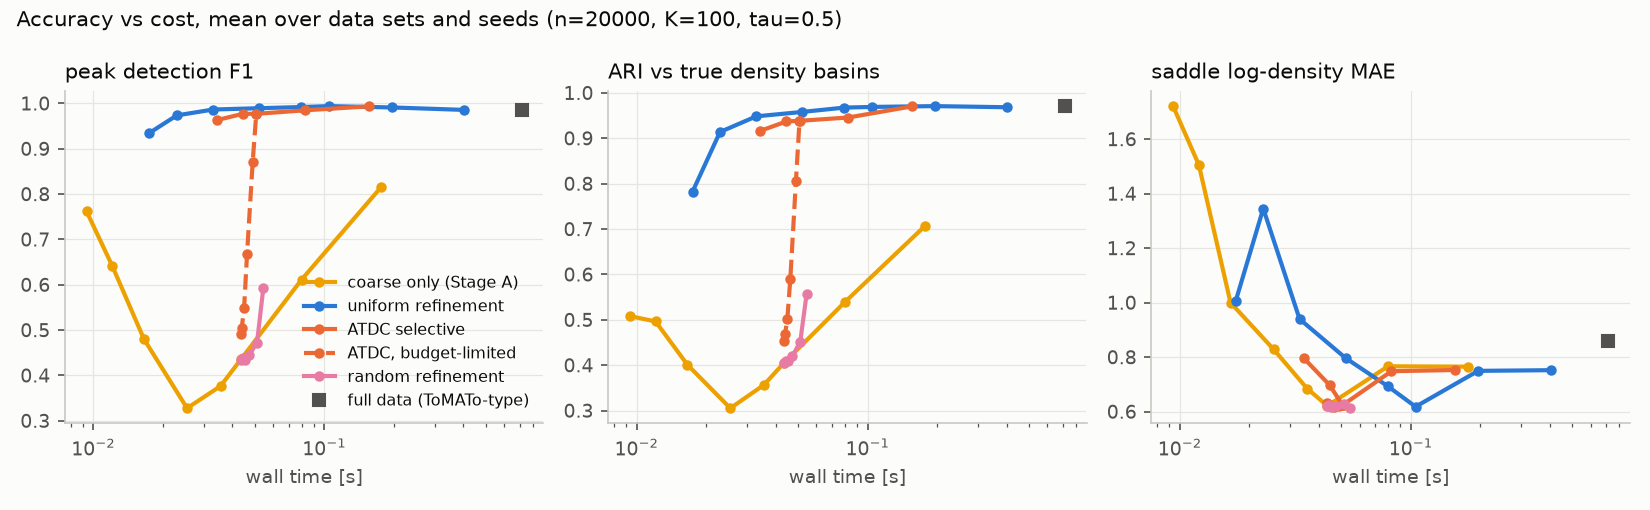 Accuracy vs cost, mean over data sets and seeds (n=20000, K=100, tau=0.5)
peak detection F1
1.0
0.9
0.8
0.7
0.6
0.5
0.4
0.3
10⁻²
10⁻¹
wall time [s]
coarse only (Stage A)
uniform refinement
ATDC selective
ATDC, budget-limited
random refinement
full data (ToMATo-type)
ARI vs true density basins
1.0
0.9
0.8
0.7
0.6
0.5
0.4
0.3
10⁻²
10⁻¹
wall time [s]
saddle log-density MAE
1.6
1.4
1.2
1.0
0.8
0.6
10⁻²
10⁻¹
wall time [s]